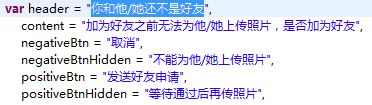 var header = "你和他/她还不是好友",
content = "加为好友之前无法为他/她上传照片，是否加为好友",
negativeBtn = "取消",
negativeBtnHidden = "不能为他/她上传照片",
positiveBtn = "发送好友申请",
positiveBtnHidden = "等待通过后再传照片",